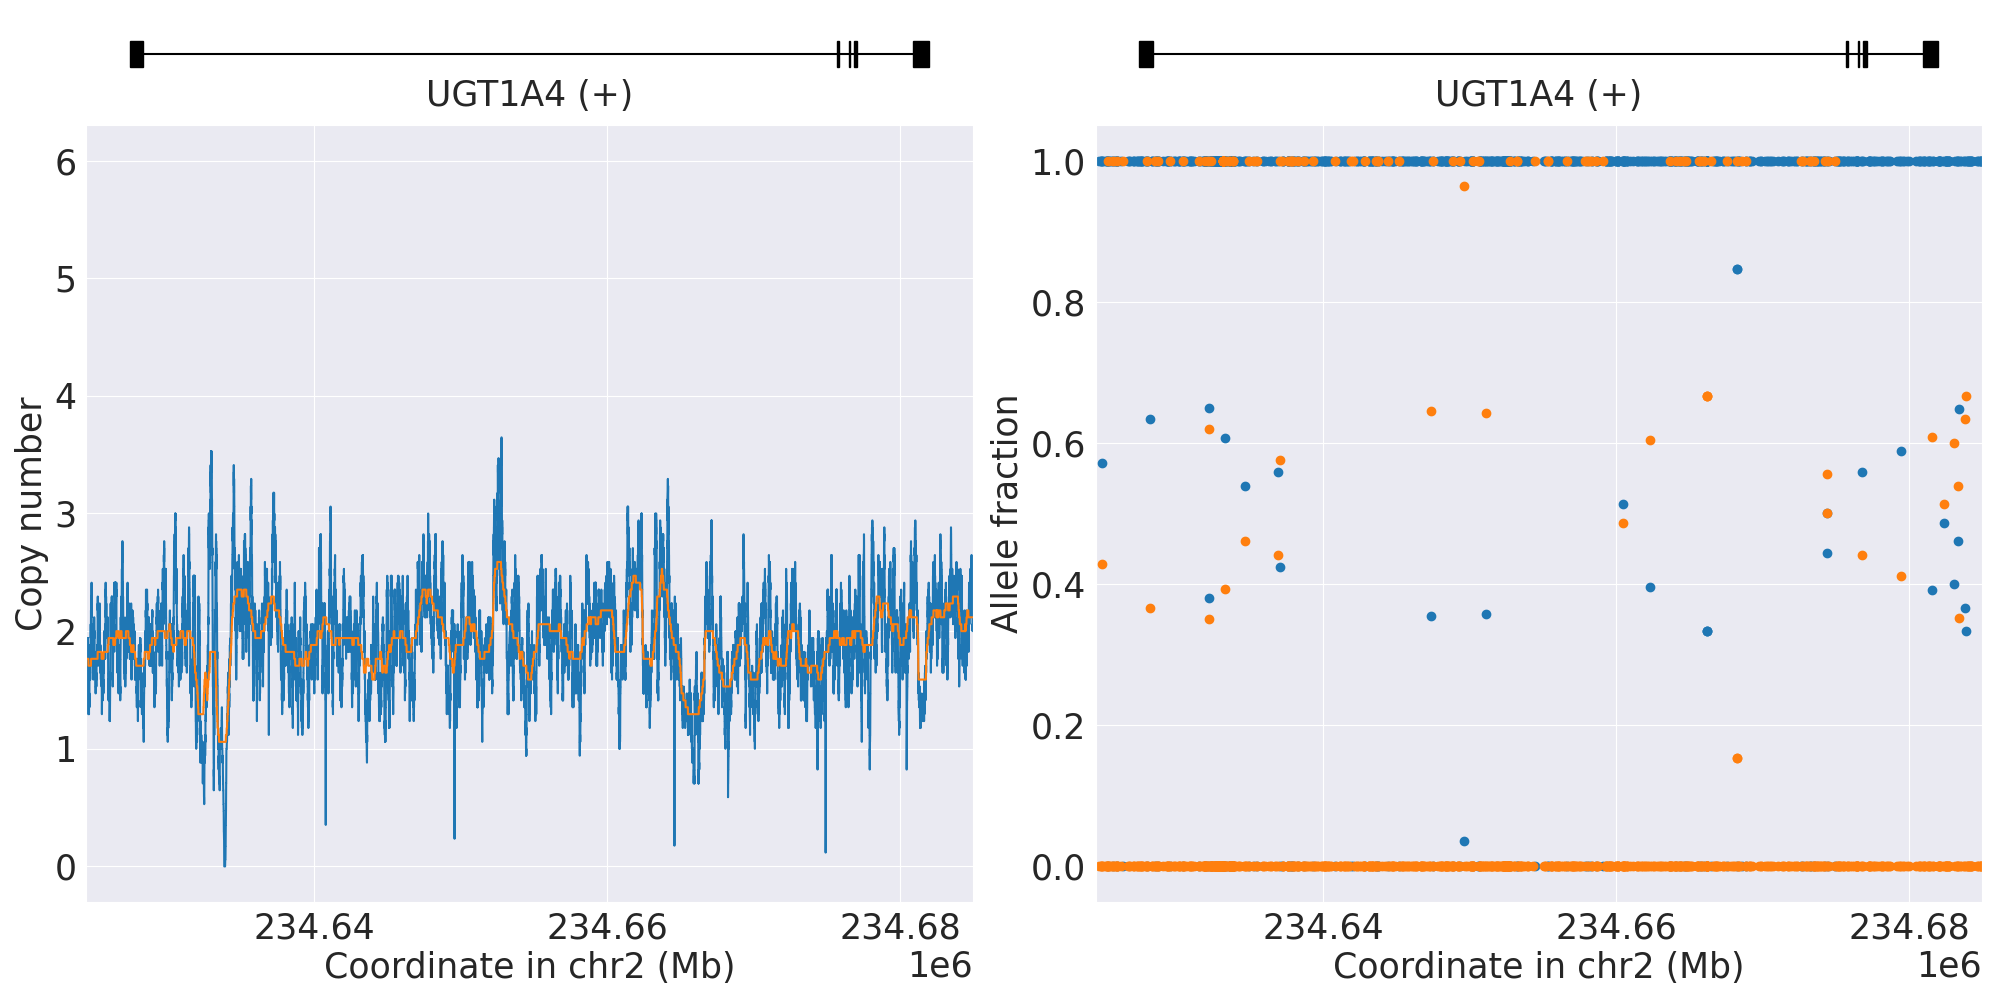 UGT1A4 (+)
6
5
4
3
2
1
0
Copy number
234.64 234.66 234.68
Coordinate in chr2 (Mb)
1e6
UGT1A4 (+)
1.0
0.8
0.6
0.4
0.2
0.0
Allele fraction
234.64 234.66 234.68
Coordinate in chr2 (Mb)
1e6